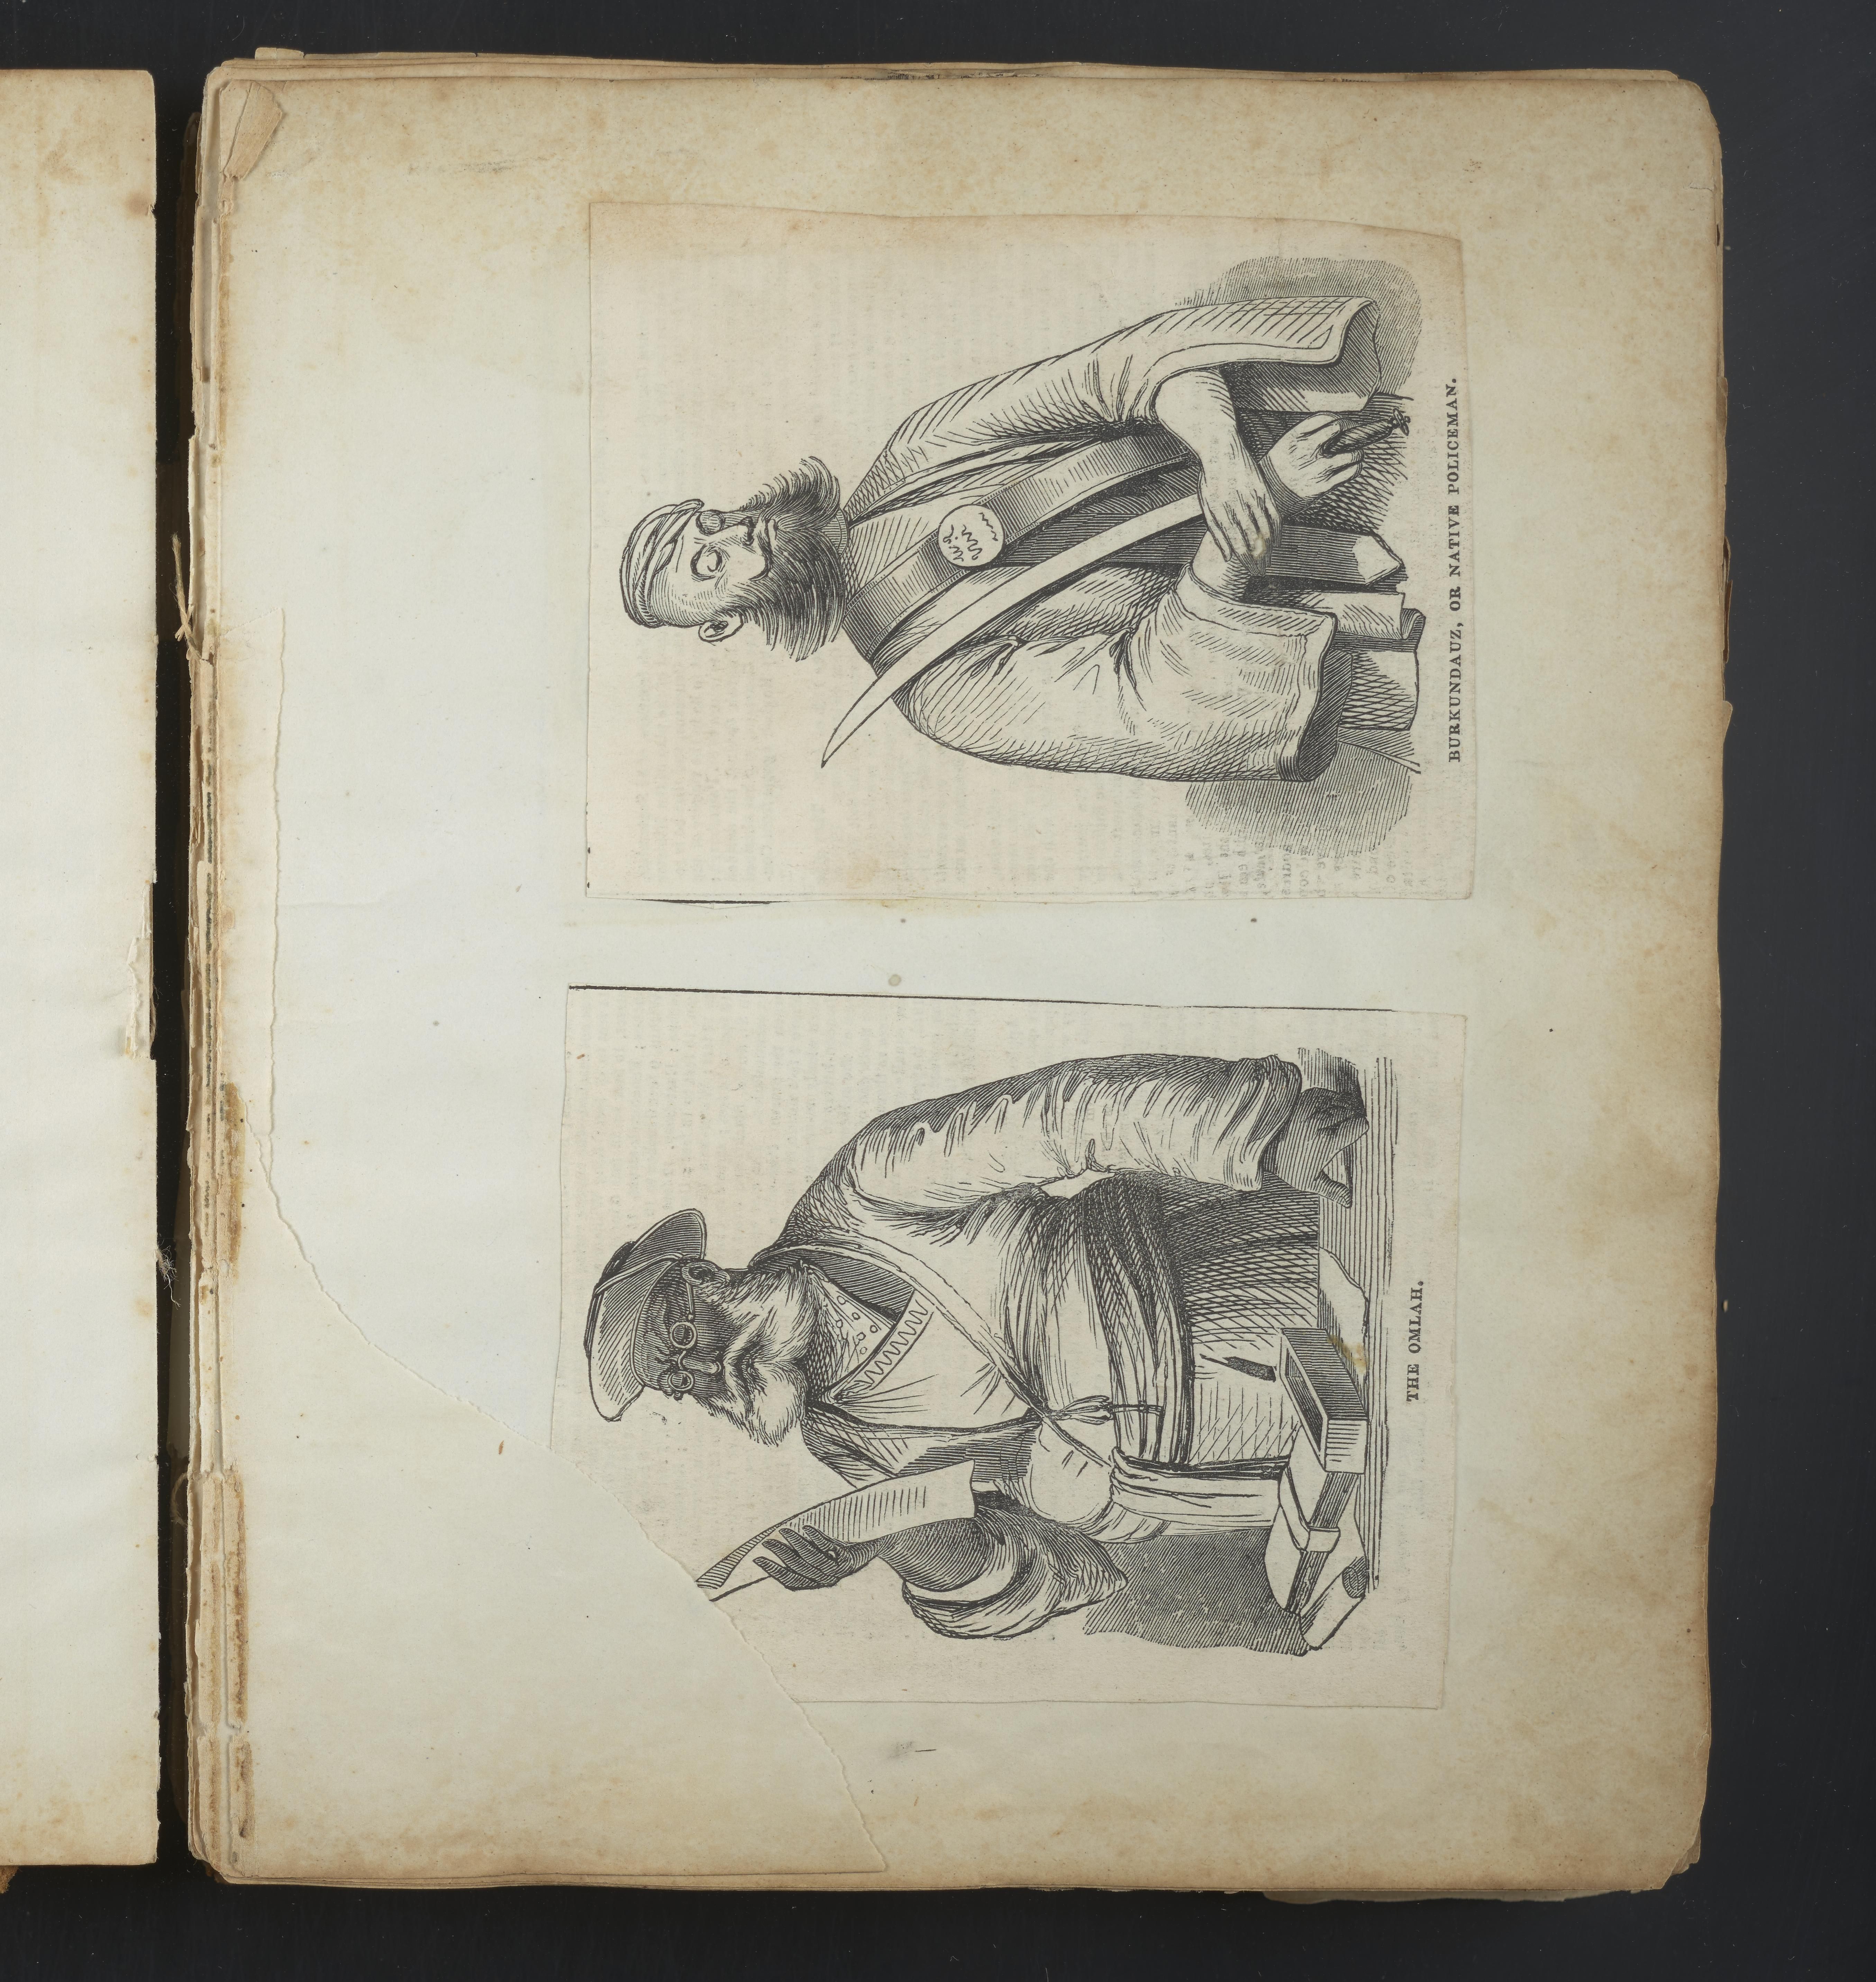 THE OMLAH.
BURKUNDAUZ, OR NATIVE POLICEMAN.